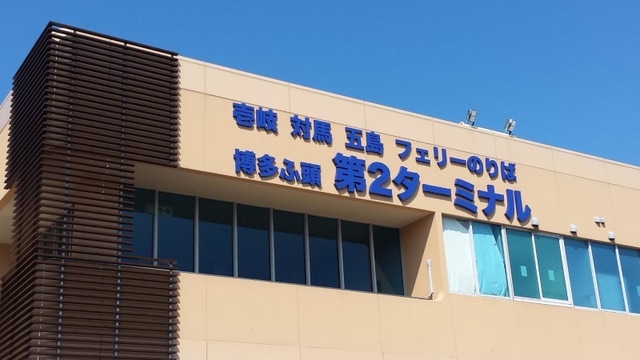 壱岐 対馬 五島 フェリーのりば
博多ふ頭 第2ターミナル